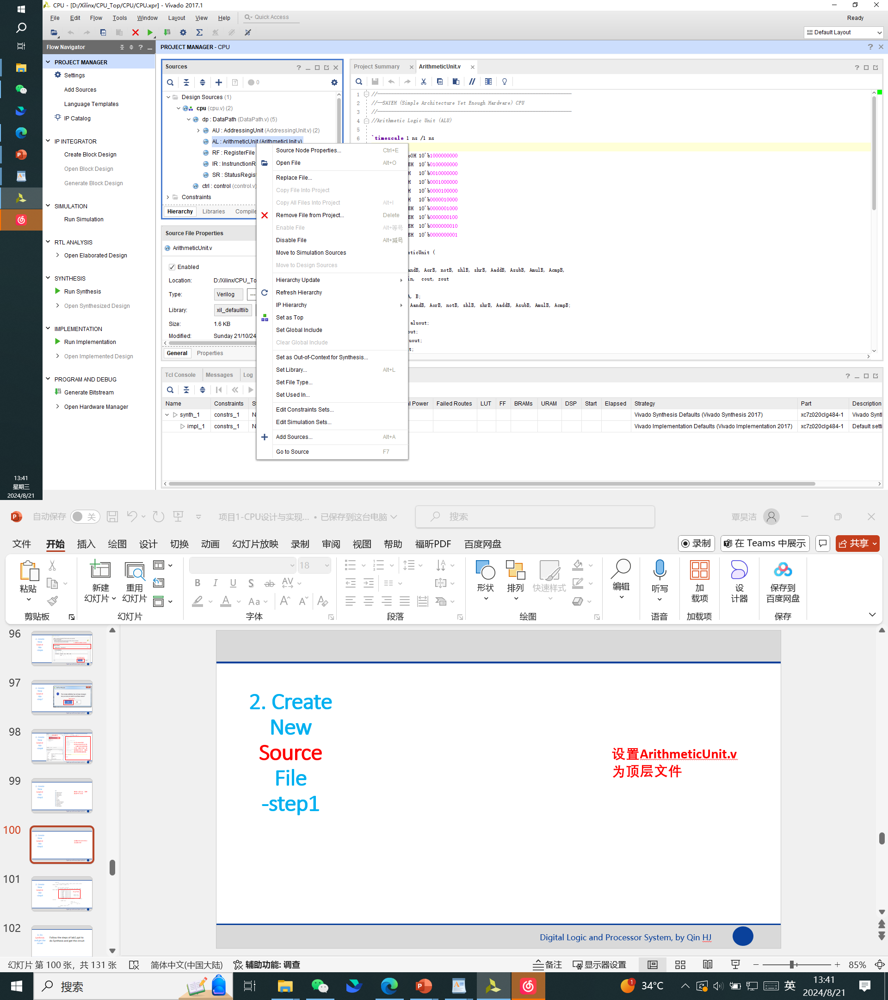 CPU - [D:/Xilinx/CPU_Top/CPU/CPU.xpr] - Vivado 2017.1
File Edit Flow Tools Window Layout View Help Quick Access Ready
Default Layout
Flow Navigator
PROJECT MANAGER - CPU
PROJECT MANAGER
Settings
Add Sources
Language Templates
IP Catalog
IP INTEGRATOR
Create Block Design
Open Block Design
Generate Block Design
SIMULATION
Run Simulation
RTL ANALYSIS
Open Elaborated Design
SYNTHESIS
Run Synthesis
Open Synthesized Design
IMPLEMENTATION
Run Implementation
Open Implemented Design
PROGRAM AND DEBUG
Generate Bitstream
Open Hardware Manager
13:41
星期三
2024/8/21
Sources
0
Design Sources (1)
cpu (cpu.v) (2)
dp : DataPath (DataPath.v) (5)
AU : AddressingUnit (AddressingUnit.v) (2)
AL : ArithmeticUnit (ArithmeticUnit.v)
RF : RegisterFile
IR : InstrunctionR
SR : StatusRegist
ctrl : control (control.v)
Constraints
Hierarchy Libraries Compile
Source File Properties
ArithmeticUnit.v
Enabled
Location: D:/Xilinx/CPU_To
Type: Verilog ...
Library: xil_defaultlib
Size: 1.6 KB
Modified: Sunday 21/10/24
General Properties
Source Node Properties... Ctrl+E
Open File Alt+O
Replace File...
Copy File Into Project
Copy All Files Into Project Alt+I
Remove File from Project... Delete
Enable File Alt+等号
Disable File Alt+减号
Move to Simulation Sources
Move to Design Sources
Hierarchy Update
Refresh Hierarchy
IP Hierarchy
Set as Top
Set Global Include
Clear Global Include
Set as Out-of-Context for Synthesis...
Set Library... Alt+L
Set File Type...
Set Used In...
Edit Constraints Sets...
Edit Simulation Sets...
Add Sources... Alt+A
Go to Source F7
Project Summary ArithmeticUnit.v
1 //
2 //--SAYEH (Simple Architecture Yet Enough Hardware) CPU
3 //
4 //Arithmetic Logic Unit (ALU)
5
6 `timescale 1 ns /1 ns
OH 10'b1000000000
BH 10'b0100000000
H 10'b0010000000
H 10'b0001000000
H 10'b0000100000
H 10'b0000010000
BH 10'b0000001000
BH 10'b0000000100
BH 10'b0000000010
BH 10'b0000000001
eticUnit (
andB, AorB, notB, shlB, shrB, AaddB, AsubB, AmulB, AcmpB,
in, cout, zout
A, B;
AandB, AorB, notB, shlB, shrB, AaddB, AsubB, AmulB, AcmpB;
aluout;
out;
uout;
t;
Tcl Console Messages Log
Name Constraints St l Power Failed Routes LUT FF BRAMs URAM DSP Start Elapsed Strategy Part Description
synth_1 constrs_1 N Vivado Synthesis Defaults (Vivado Synthesis 2017) xc7z020clg484-1 Vivado Synt
impl_1 constrs_1 N Vivado Implementation Defaults (Vivado Implementation 2017) xc7z020clg484-1 Default setti
自动保存 关 项目1-CPU设计与实现... • 已保存到这台电脑 搜索 覃昊洁
文件 开始 插入 绘图 设计 切换 动画 幻灯片放映 录制 审阅 视图 帮助 福昕PDF 百度网盘 录制 在 Teams 中展示 共享
粘贴
剪贴板
新建
幻灯片
重用
幻灯片
幻灯片
18
字体
段落
形状 排列 快速样式
绘图
编辑
听写
语音
加
载项
加载项
设
计器
保存到
百度网盘
保存
96
97
98
99
100
101
102
Follow the steps of lab1.ppt to
do Synthesis and get the circuit
2. Create
New
Source
File
-step1
设置ArithmeticUnit.v
为顶层文件
Digital Logic and Processor System, by Qin HJ
幻灯片 第 100 张，共 131 张 简体中文(中国大陆) 辅助功能: 调查 备注 显示器设置 85%
搜索 1 34°C 英 13:41
2024/8/21